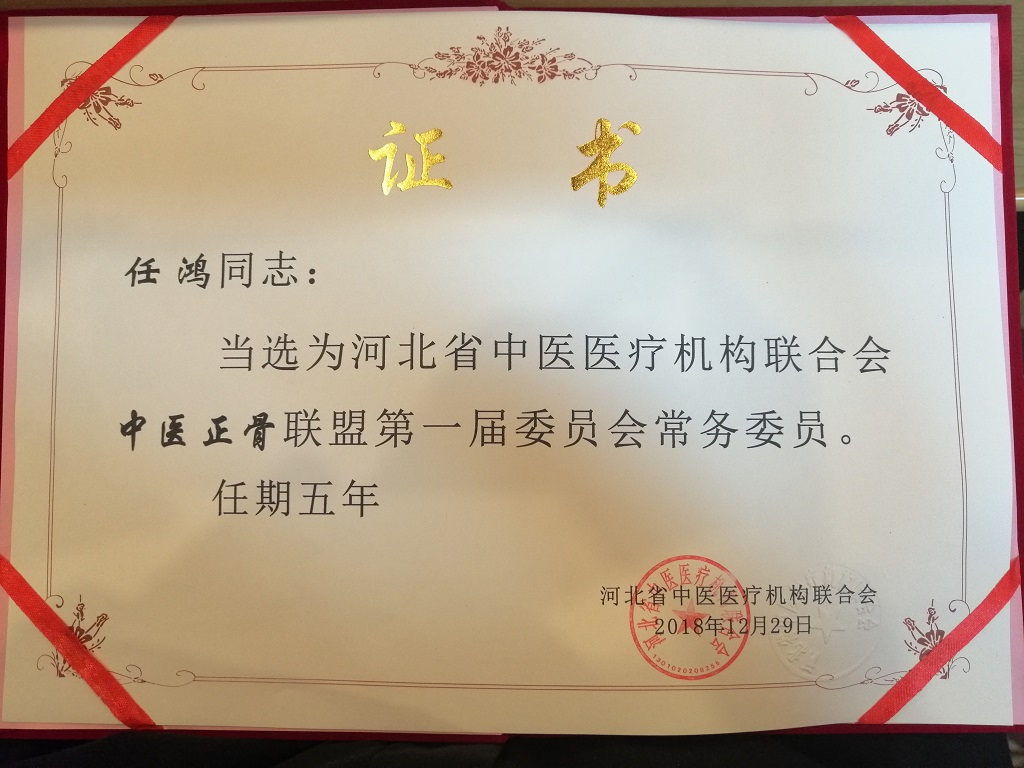 证 书
任 鸿同志：
当选为河北省中医医疗机构联合会
中医正骨联盟第一届委员会常务委员。
任期五年
河北省中医医疗机构联合会
2018年12月29日